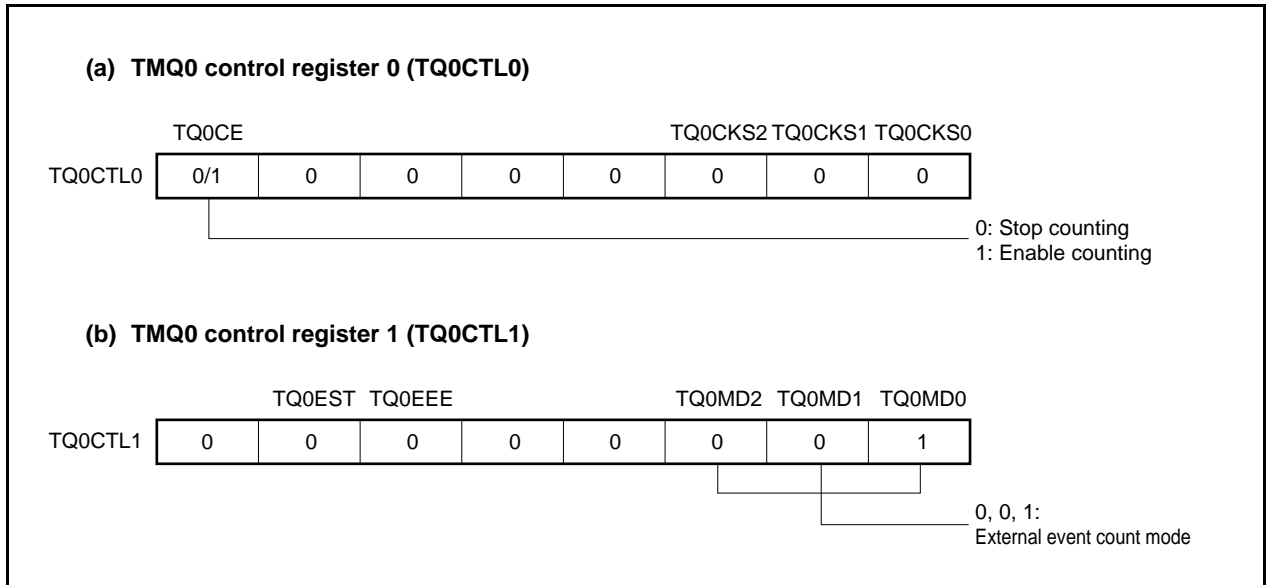 (a) TMQ0 control register 0 (TQ0CTL0)
TQ0CE TQ0CKS2 TQ0CKS1 TQ0CKS0
TQ0CTL0 0/1 0 0 0 0 0 0 0
0: Stop counting
1: Enable counting
(b) TMQ0 control register 1 (TQ0CTL1)
TQ0EST TQ0EEE TQ0MD2 TQ0MD1 TQ0MD0
TQ0CTL1 0 0 0 0 0 0 0 1
0, 0, 1:
External event count mode